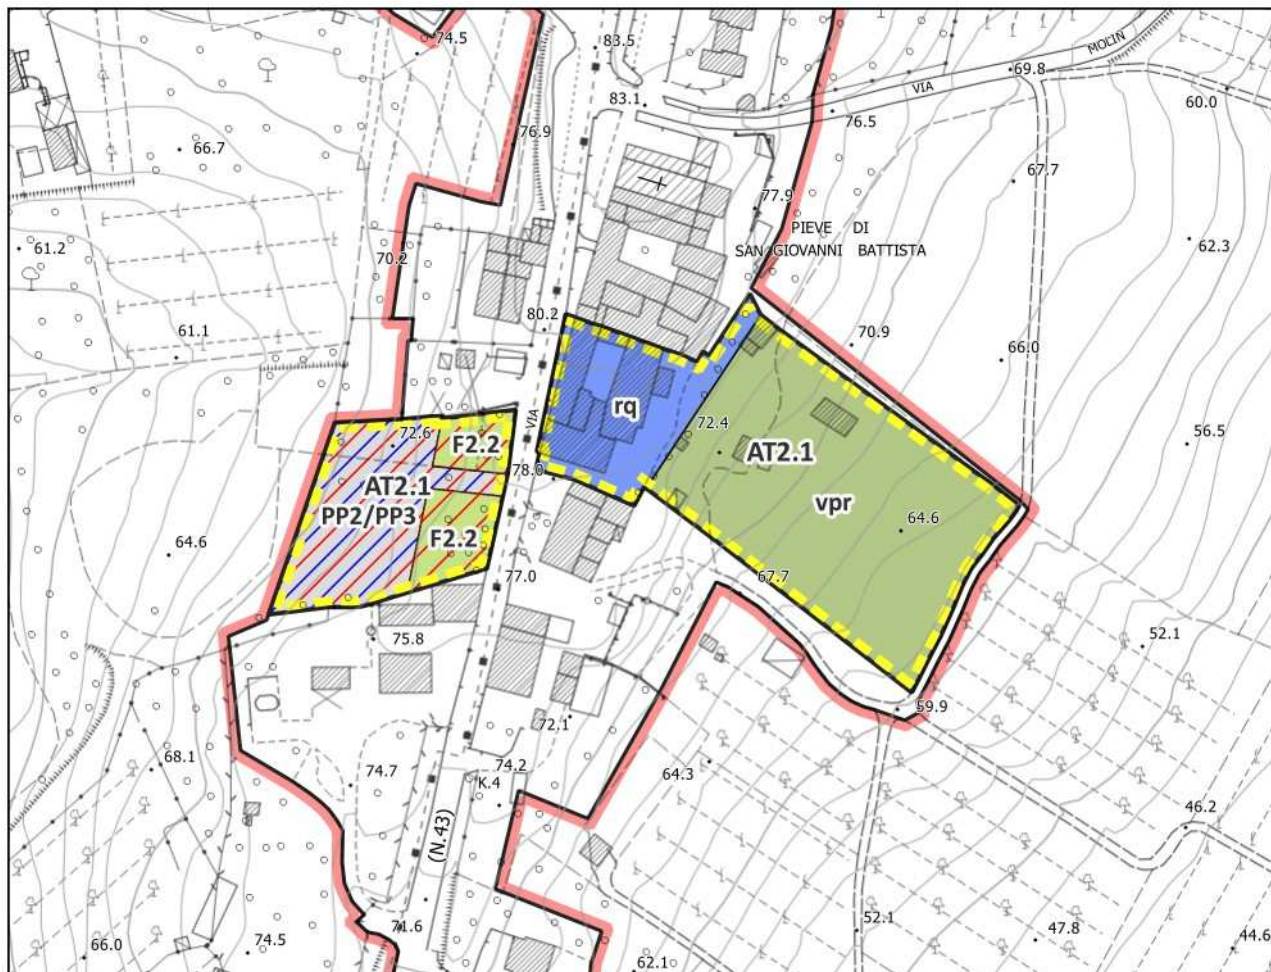 74.5
83.5
MOLIN
69.8
VIA
60.0
83.1
76.5
76.9
66.7
67.7
77.9
PIEVE DI
SAN GIOVANNI BATTISTA
62.3
61.2
70.2
80.2
70.9
66.0
61.1
rq
VIA
72.6
F2.2
72.4
AT2.1
56.5
78.0
AT2.1
PP2/PP3
vpr
64.6
F2.2
64.6
77.0
67.7
75.8
52.1
59.9
72.1
68.1
74.7
74.2
K.4
64.3
46.2
(N.43)
71.6
52.1
66.0
74.5
62.1
47.8
44.6